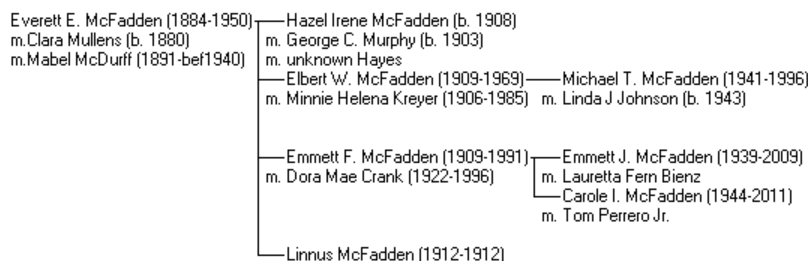 Everett E. McFadden (1884-1950)
m.Clara Mullens (b. 1880)
m.Mabel McDurff (1891-bef1940)
Hazel Irene McFadden (b. 1908)
m. George C. Murphy (b. 1903)
m. unknown Hayes
Elbert W. McFadden (1909-1969)
m. Minnie Helena Kreyer (1906-1985)
Michael T. McFadden (1941-1996)
m. Linda J Johnson (b. 1943)
Emmett F. McFadden (1909-1991)
m. Dora Mae Crank (1922-1996)
Emmett J. McFadden (1939-2009)
m. Lauretta Fern Bienz
Carole I. McFadden (1944-2011)
m. Tom Perrero Jr.
Linnus McFadden (1912-1912)